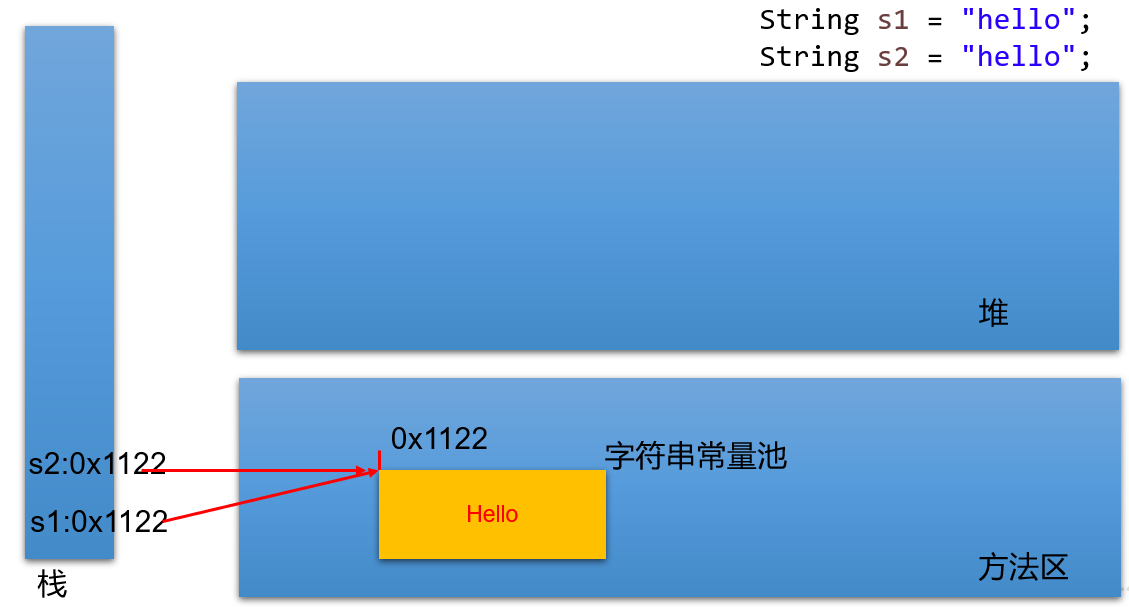 String s1 = "hello";
String s2 = "hello";
堆
0x1122
字符串常量池
s2:0x1122
Hello
s1:0x1122
方法区
栈